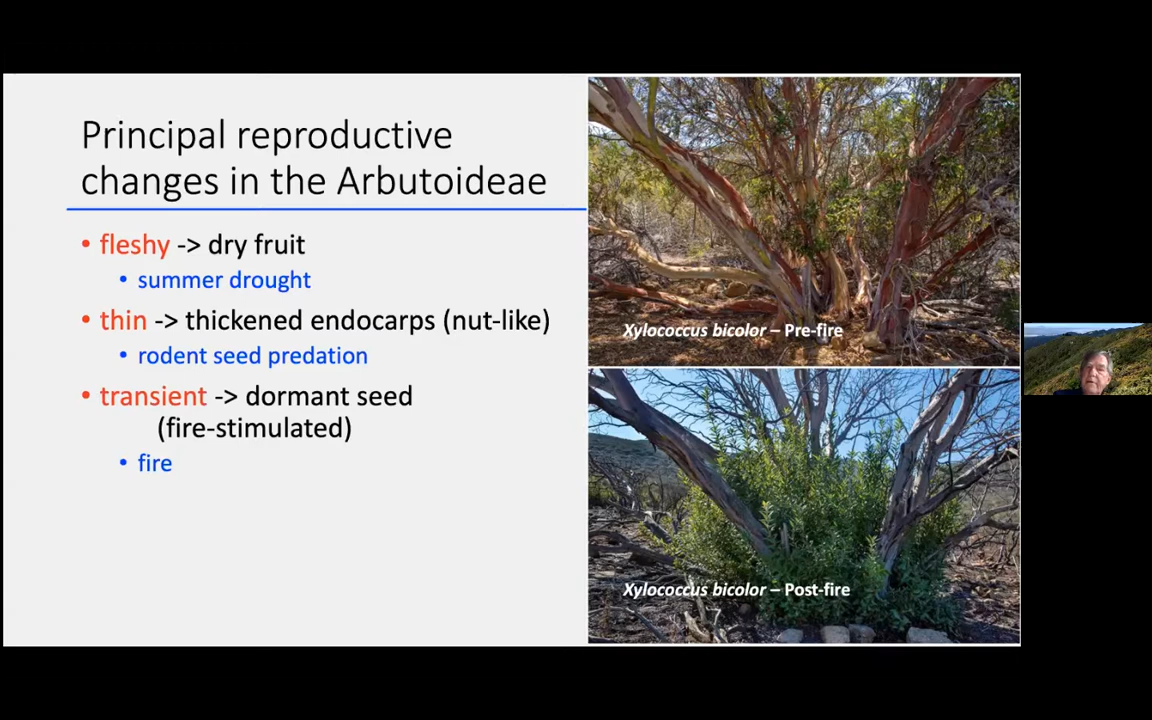 Principal reproductive
changes in the Arbutoideae
• fleshy -> dry fruit
• summer drought
• thin -> thickened endocarps (nut-like)
• rodent seed predation
• transient -> dormant seed
(fire-stimulated)
• fire
Xylococcus bicolor – Pre-fire
Xylococcus bicolor – Post-fire